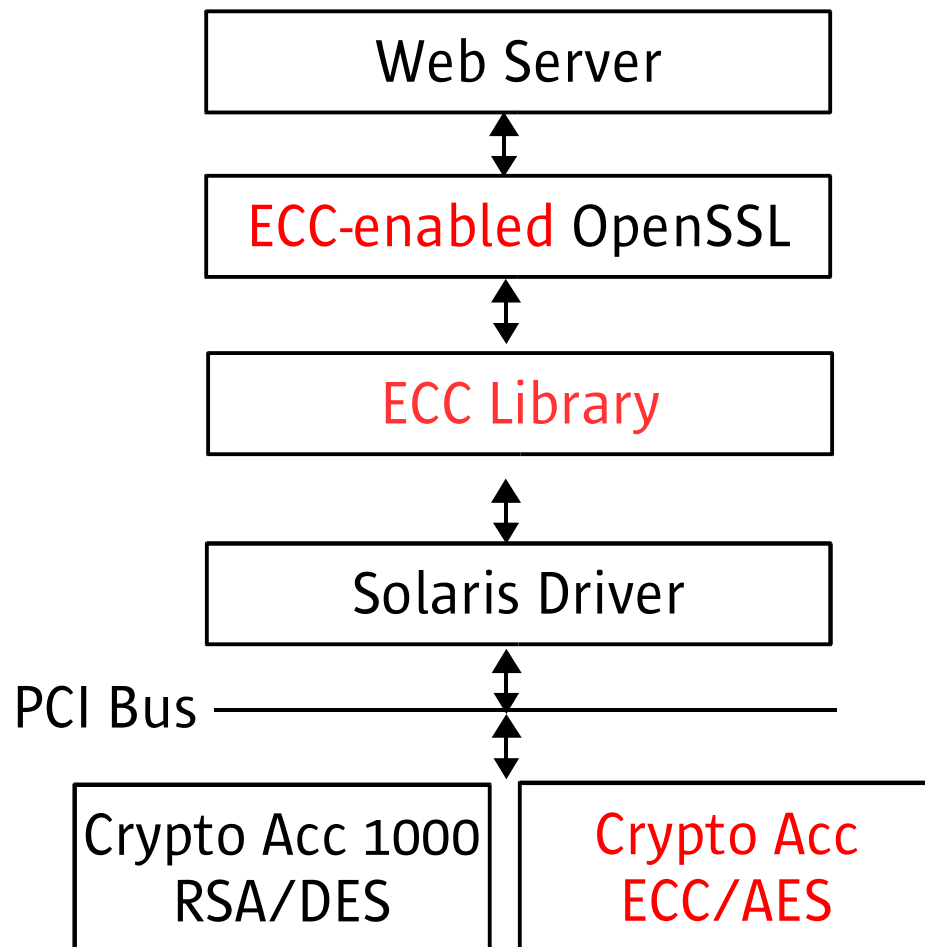 Web Server
ECC-enabled OpenSSL
ECC Library
Solaris Driver
PCI Bus
Crypto Acc 1000
RSA/DES
Crypto Acc
ECC/AES